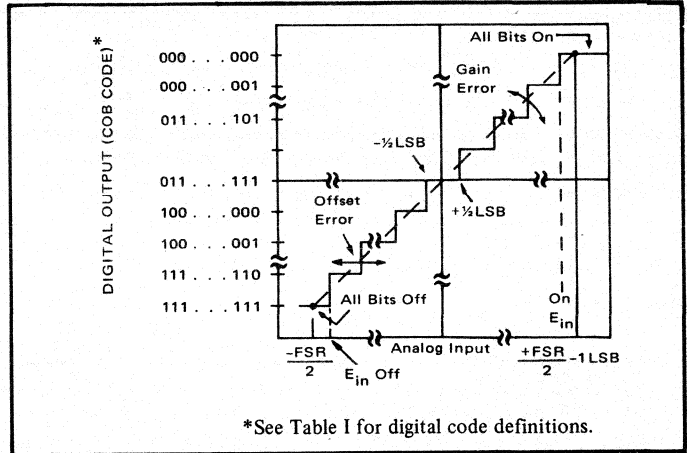 DIGITAL OUTPUT (COB CODE)*
000 . . . 000
000 . . . 001
011 . . . 101
011 . . . 111
100 . . . 000
100 . . . 001
111 . . . 110
111 . . . 111
All Bits On
Gain
Error
-½LSB
+½LSB
Offset
Error
All Bits Off
On
Ein
-FSR
2
Ein Off
Analog Input
+FSR
2
-1LSB
*See Table I for digital code definitions.